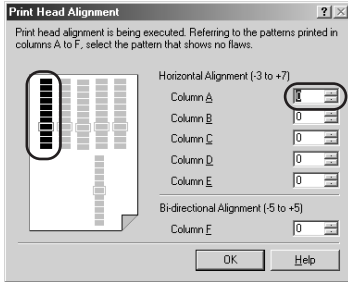 Print Head Alignment
Print head alignment is being executed. Referring to the patterns printed in
columns A to F, select the pattern that shows no flaws.
Horizontal Alignment (-3 to +7)
Column A 0
Column B 0
Column C 0
Column D 0
Column E 0
Bi-directional Alignment (-5 to +5)
Column F 0
OK Help